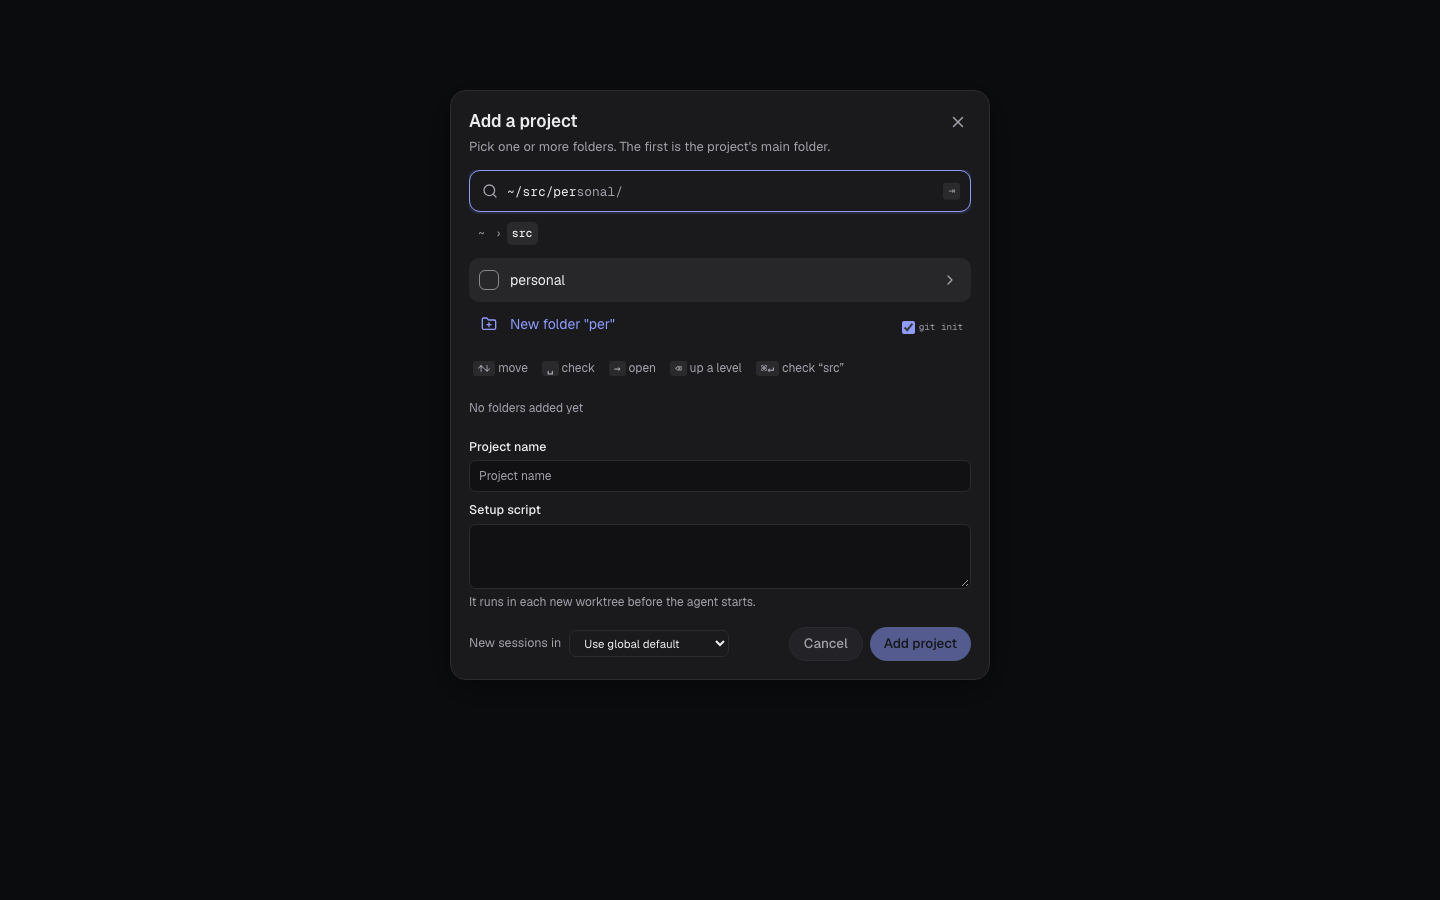 Add a project
Pick one or more folders. The first is the project's main folder.
~/src/personal/ ⇥
~ › src
personal
New folder "per" git init
↑↓ move ␣ check → open ⌫ up a level ⌘↵ check “src”
No folders added yet
Project name
Project name
Setup script
It runs in each new worktree before the agent starts.
New sessions in Use global default Cancel Add project